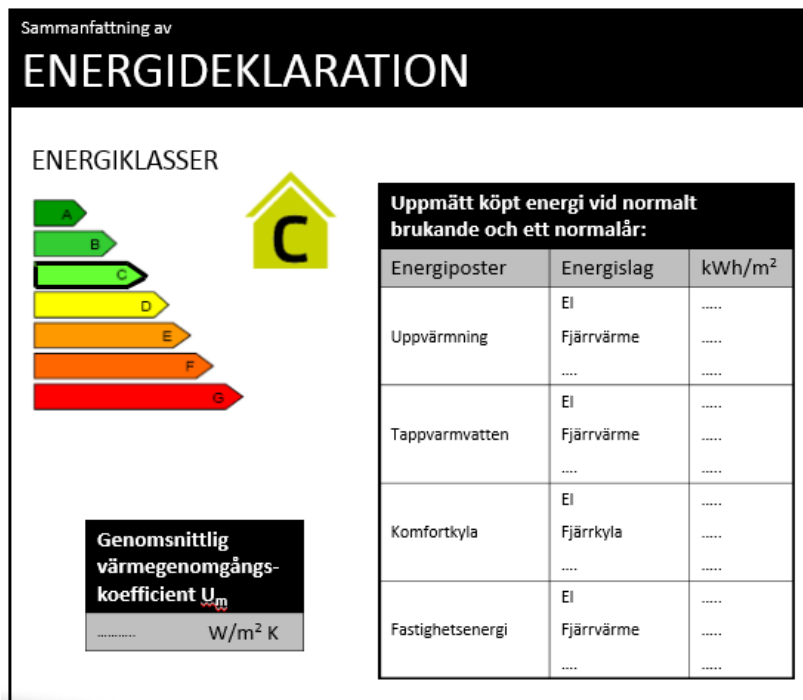 Sammanfattning av
ENERGIDEKLARATION
ENERGIKLASSER
A
B
C
D
E
F
G
C
Uppmätt köpt energi vid normalt
brukande och ett normalår:
Energiposter Energislag kWh/m²
Uppvärmning
El .....
Fjärrvärme .....
.... .....
Tappvarmvatten
El .....
Fjärrvärme .....
.... .....
Komfortkyla
El .....
Fjärrkyla .....
.... .....
Fastighetsenergi
El .....
Fjärrvärme .....
.... .....
Genomsnittlig
värmegenomgångs-
koefficient Um
........... W/m² K